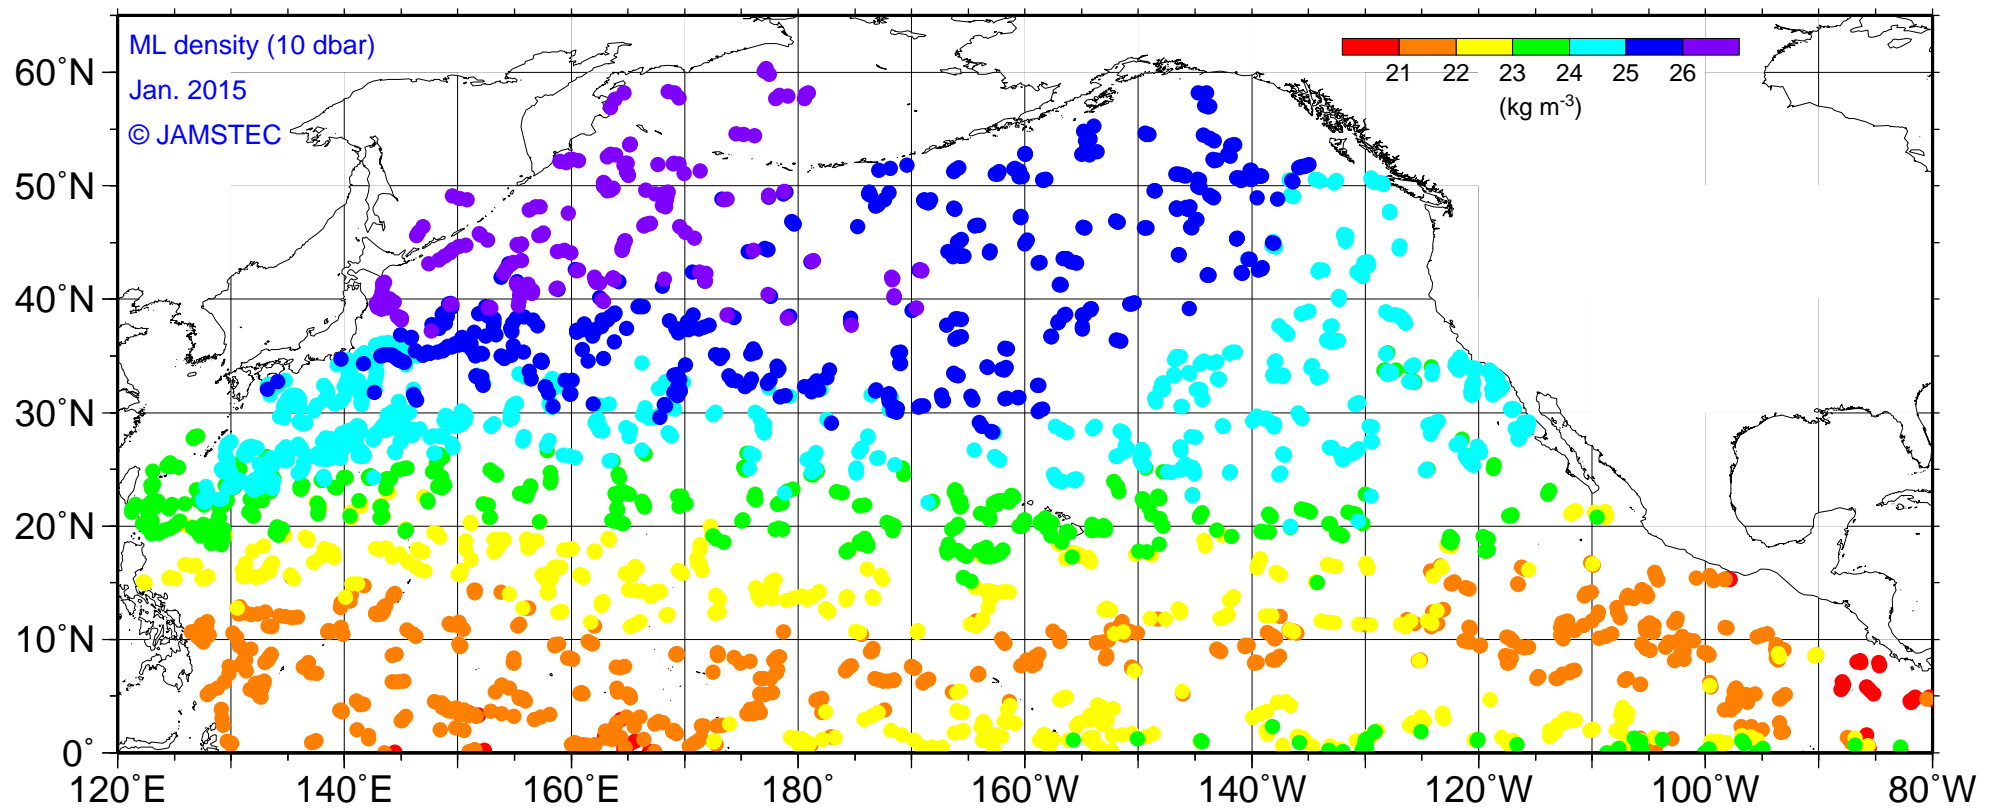 ML density (10 dbar)
Jan. 2015
© JAMSTEC
21 22 23 24 25 26
(kg m-3)
60˚N
50˚N
40˚N
30˚N
20˚N
10˚N
0˚
120˚E 140˚E 160˚E 180˚ 160˚W 140˚W 120˚W 100˚W 80˚W